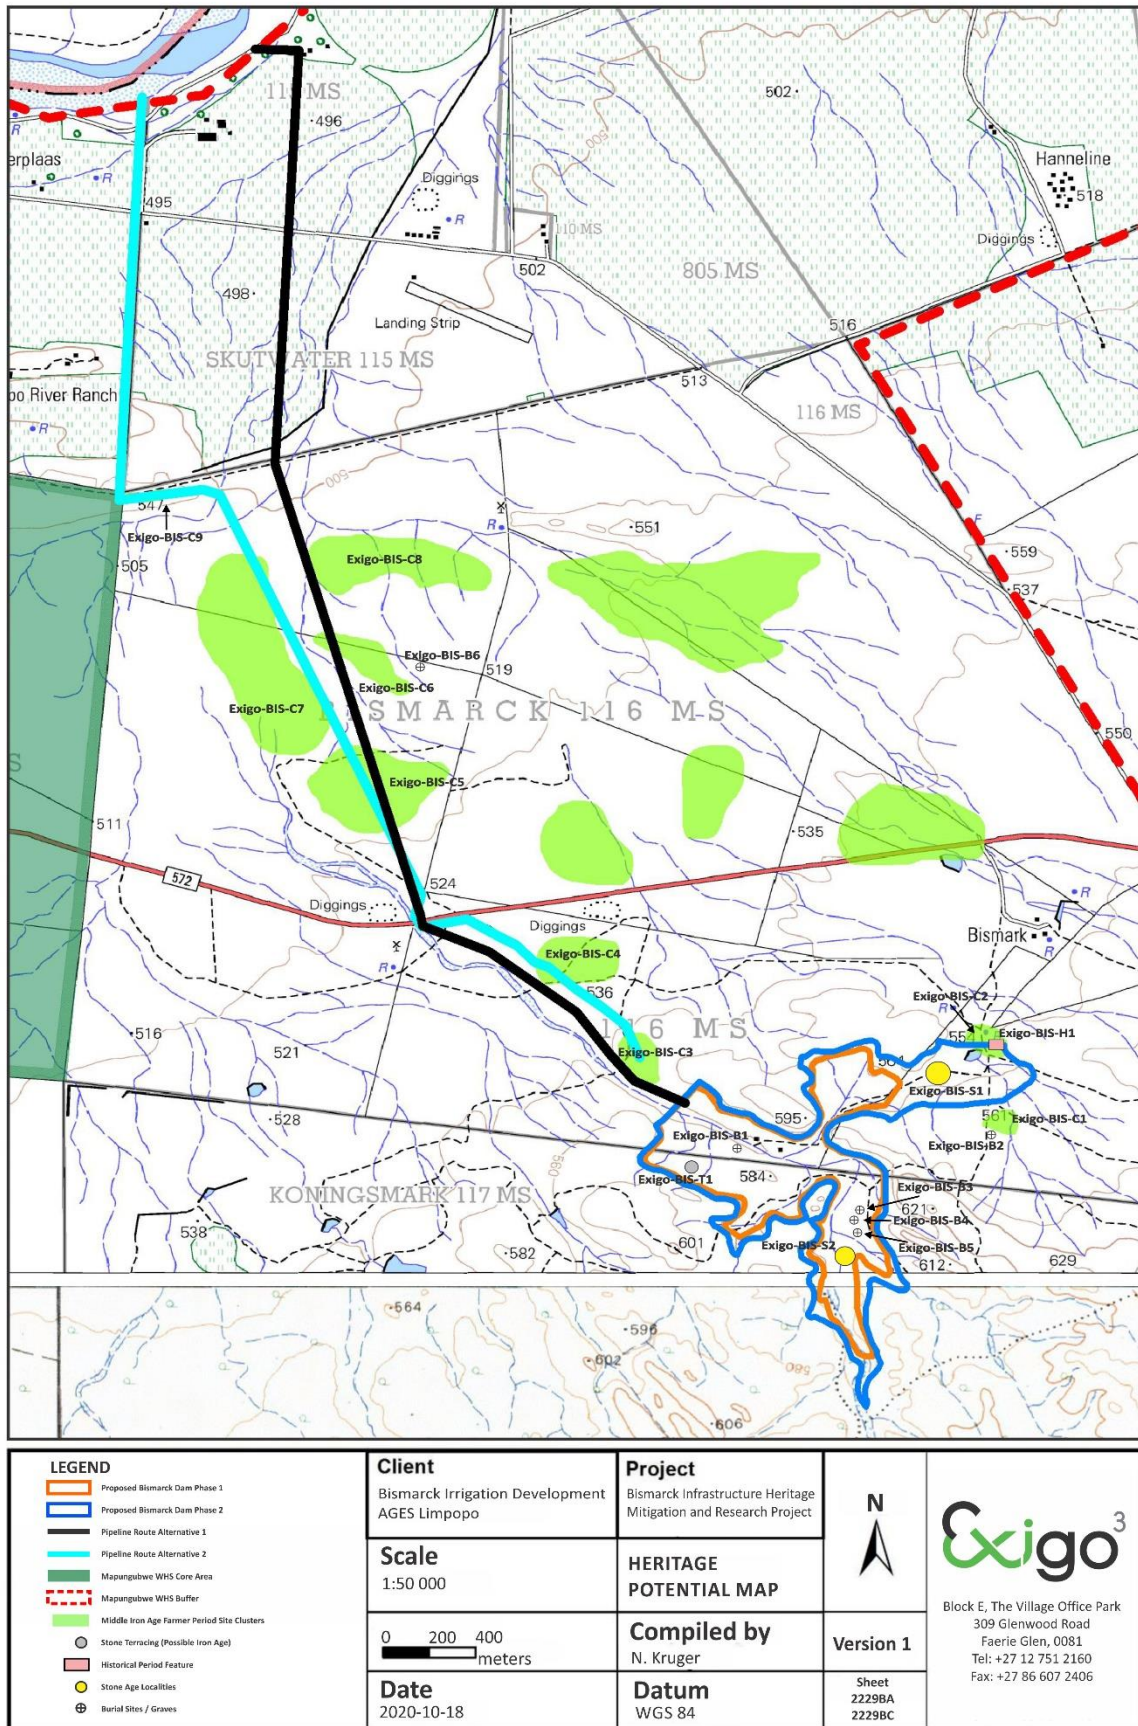 11 MS
496
502
erplaas
R
R
495
Diggings
R
110 MS
502
Hanneline
518
Diggings
805 MS
498
Landing Strip
516
SKUTWATER 115 MS
513
po River Ranch
R
116 MS
500
500
547
Exigo-BIS-C9
R
551
F
559
505
Exigo-BIS-C8
537
Exigo-BIS-B6
519
Exigo-BIS-C6
Exigo-BIS-C7
BISMARCK 116 MS
550
S
Exigo-BIS-C5
511
535
572
524
Diggings
Diggings
R
Bismark
R
R
Exigo-BIS-C4
536
Exigo-BIS-C2
516
521
116 MS
Exigo-BIS-H1
Exigo-BIS-C3
564
Exigo-BIS-S1
528
595
561
Exigo-BIS-C1
Exigo-BIS-B1
Exigo-BIS-B2
560
584
Exigo-BIS-T1
KONINGSMARK 117 MS
Exigo-BIS-B3
621
Exigo-BIS-B4
538
582
601
Exigo-BIS-S2
Exigo-BIS-B5
612
629
564
596
602
580
606
LEGEND
Proposed Bismarck Dam Phase 1
Proposed Bismarck Dam Phase 2
Pipeline Route Alternative 1
Pipeline Route Alternative 2
Mapungubwe WHS Core Area
Mapungubwe WHS Buffer
Middle Iron Age Farmer Period Site Clusters
Stone Terracing (Possible Iron Age)
Historical Period Feature
Stone Age Localities
Burial Sites / Graves
Client
Bismarck Irrigation Development
AGES Limpopo
Project
Bismarck Infrastructure Heritage
Mitigation and Research Project
Scale
1:50 000
HERITAGE
POTENTIAL MAP
0 200 400
meters
Compiled by
N. Kruger
Date
2020-10-18
Datum
WGS 84
N
Version 1
Sheet
2229BA
2229BC
Exigo3
Block E, The Village Office Park
309 Glenwood Road
Faerie Glen, 0081
Tel: +27 12 751 2160
Fax: +27 86 607 2406